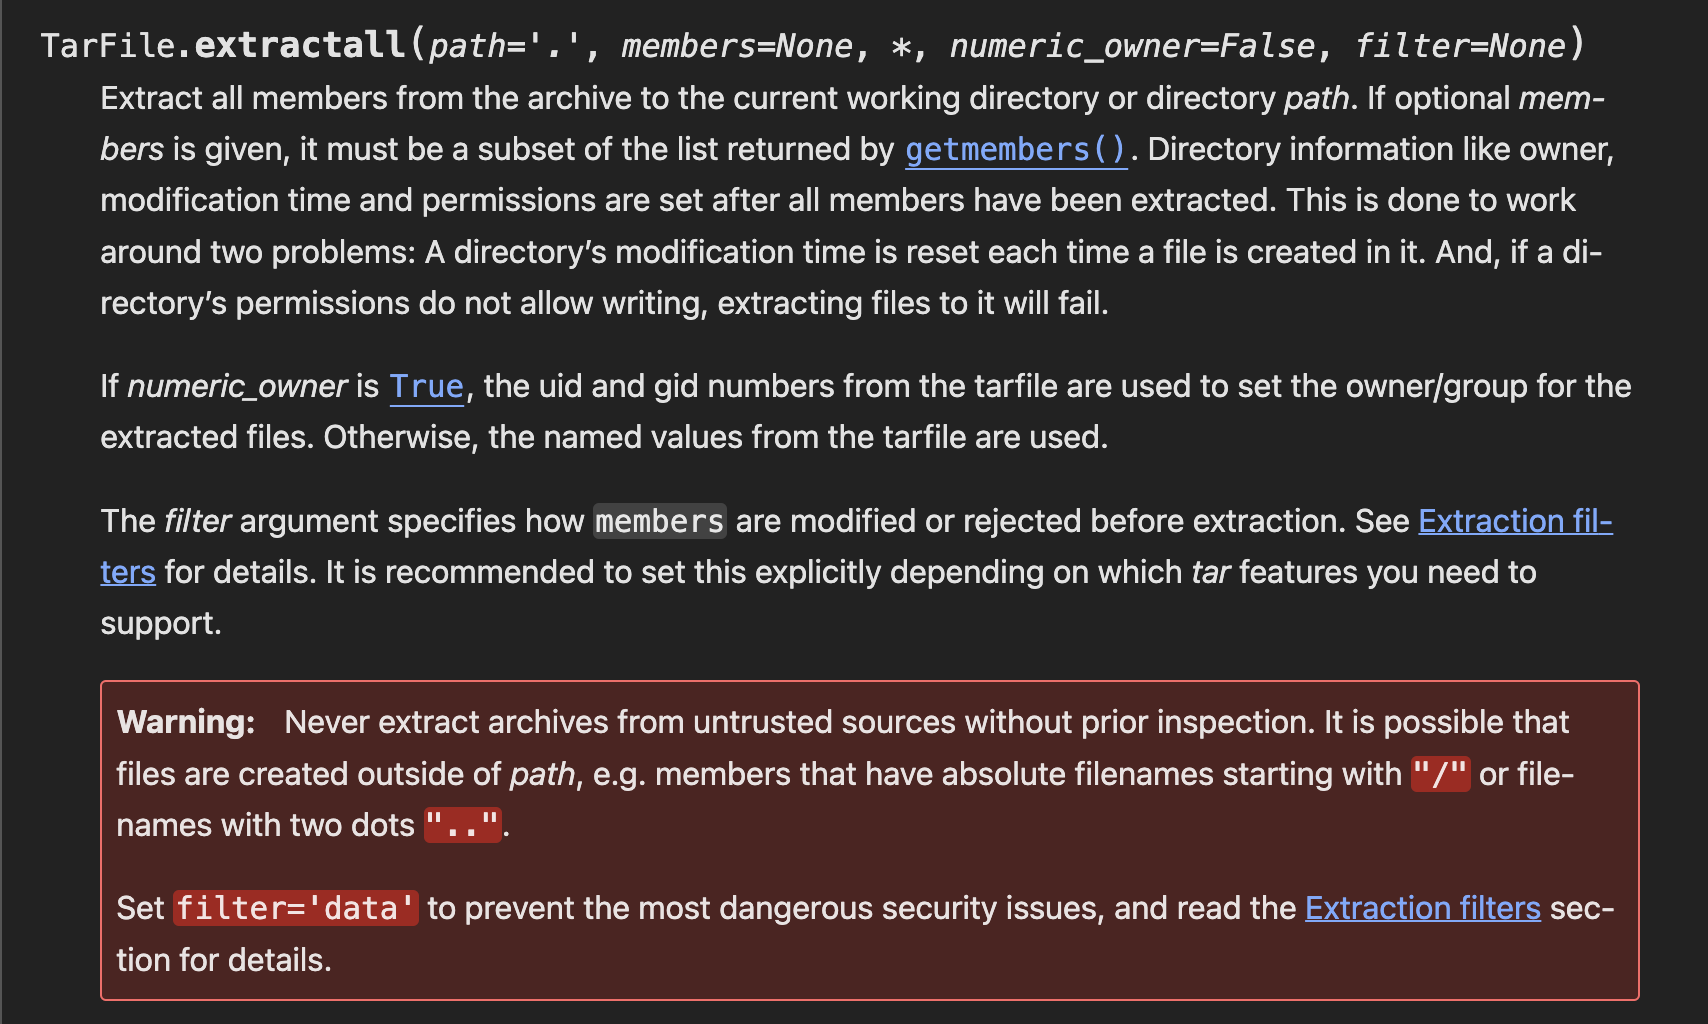 TarFile.extractall(path='.', members=None, *, numeric_owner=False, filter=None)
Extract all members from the archive to the current working directory or directory path. If optional mem-
bers is given, it must be a subset of the list returned by getmembers(). Directory information like owner,
modification time and permissions are set after all members have been extracted. This is done to work
around two problems: A directory’s modification time is reset each time a file is created in it. And, if a di-
rectory’s permissions do not allow writing, extracting files to it will fail.
If numeric_owner is True, the uid and gid numbers from the tarfile are used to set the owner/group for the
extracted files. Otherwise, the named values from the tarfile are used.
The filter argument specifies how members are modified or rejected before extraction. See Extraction fil-
ters for details. It is recommended to set this explicitly depending on which tar features you need to
support.
Warning: Never extract archives from untrusted sources without prior inspection. It is possible that
files are created outside of path, e.g. members that have absolute filenames starting with "/" or file-
names with two dots "..".
Set filter='data' to prevent the most dangerous security issues, and read the Extraction filters sec-
tion for details.